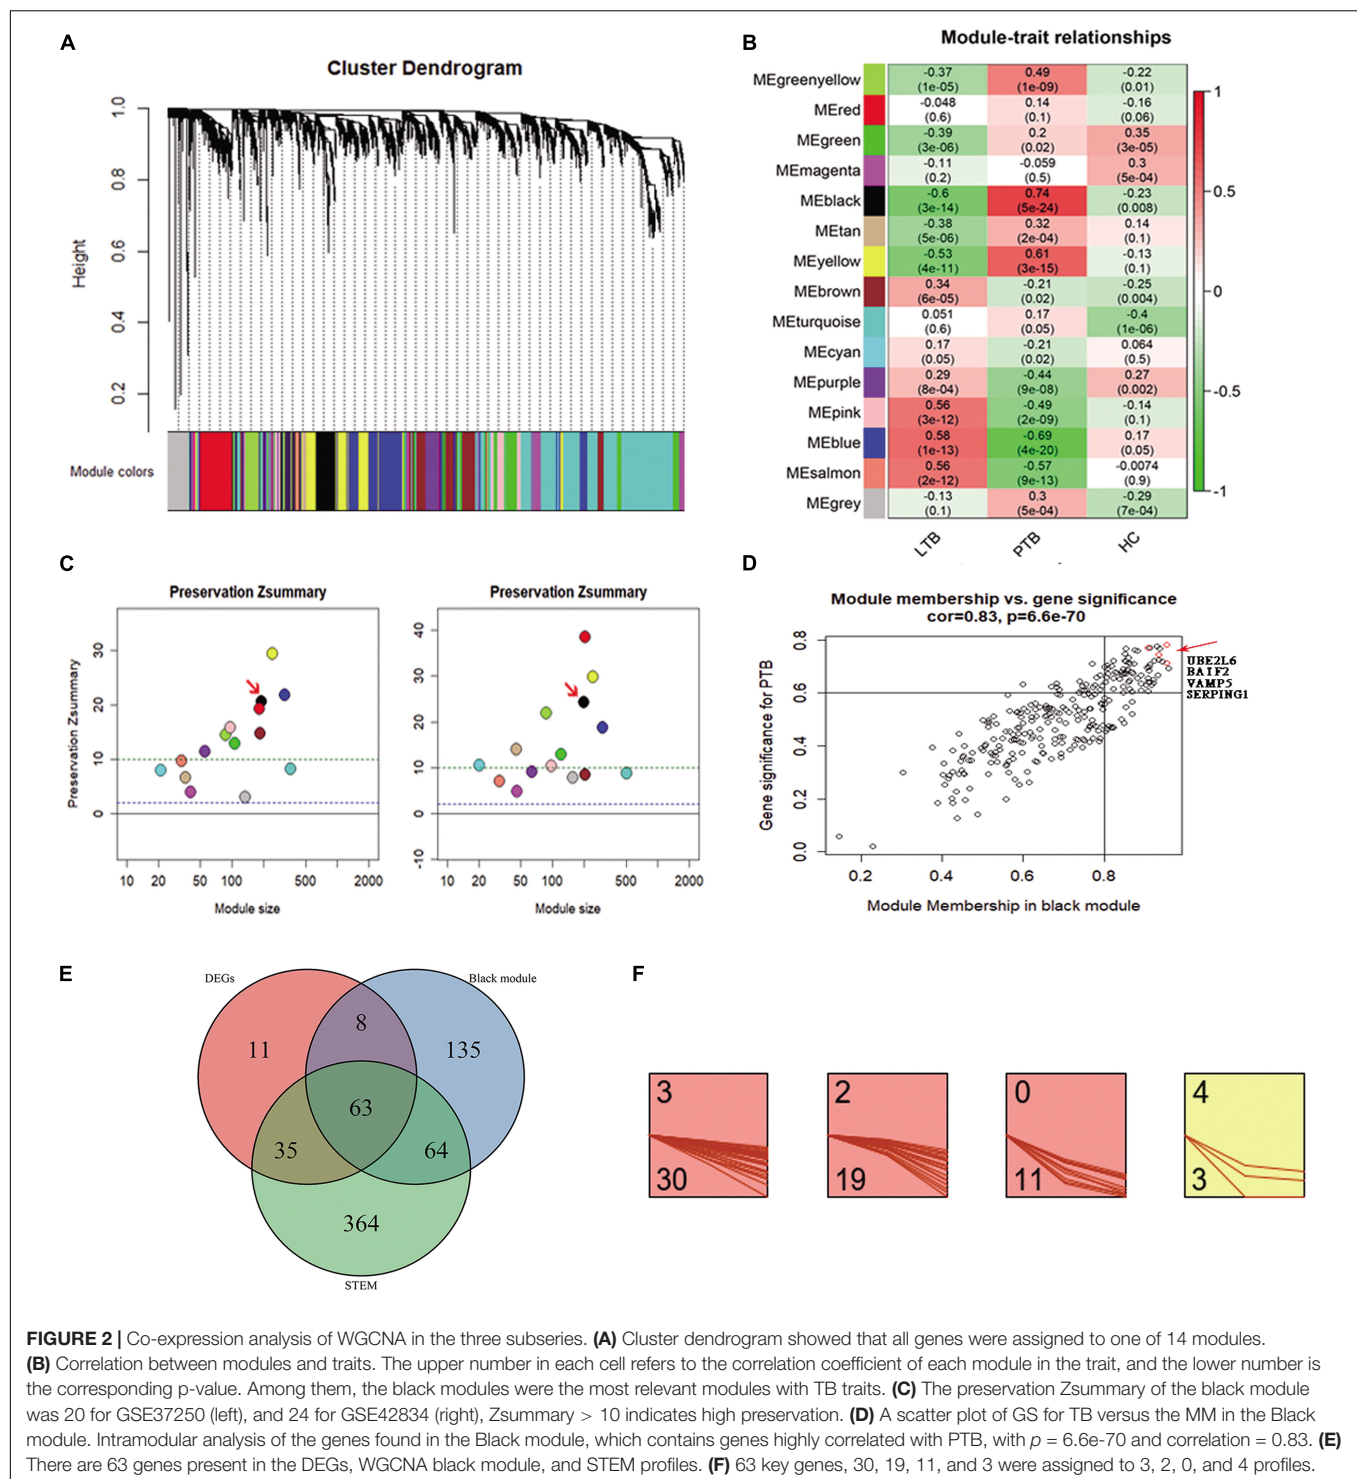 A
Cluster Dendrogram
Height
1.0
0.8
0.6
0.4
0.2
Module colors
B
Module-trait relationships
MEgreenyellow -0.37 0.49 -0.22
(1e-05) (1e-09) (0.01)
MEred -0.048 0.14 -0.16
(0.6) (0.1) (0.06)
MEgreen -0.39 0.2 0.35
(3e-06) (0.02) (3e-05)
MEmagenta -0.11 -0.059 0.3
(0.2) (0.5) (5e-04)
MEblack -0.6 0.74 -0.23
(3e-14) (5e-24) (0.008)
MEtan -0.38 0.32 0.14
(5e-06) (2e-04) (0.1)
MEyellow -0.53 0.61 -0.13
(4e-11) (3e-15) (0.1)
MEbrown 0.34 -0.21 -0.25
(6e-05) (0.02) (0.004)
MEturquoise 0.051 0.17 -0.4
(0.6) (0.05) (1e-06)
MEcyan 0.17 -0.21 0.064
(0.05) (0.02) (0.5)
MEpurple 0.29 -0.44 0.27
(8e-04) (9e-08) (0.002)
MEpink 0.56 -0.49 -0.14
(3e-12) (2e-09) (0.1)
MEblue 0.58 -0.69 0.17
(1e-13) (4e-20) (0.05)
MEsalmon 0.56 -0.57 -0.0074
(2e-12) (9e-13) (0.9)
MEgrey -0.13 0.3 -0.29
(0.1) (5e-04) (7e-04)
LTB PTB HC
1
0.5
0
-0.5
-1
C
Preservation Zsummary
Preservation Zsummary
30
20
10
0
10 20 50 100 500 2000
Module size
Preservation Zsummary
40
30
20
10
0
-10
10 20 50 100 500 2000
Module size
D
Module membership vs. gene significance
cor=0.83, p=6.6e-70
Gene significance for PTB
0.8
0.6
0.4
0.2
0.0
0.2 0.4 0.6 0.8
Module Membership in black module
UBE2L6
BAIF2
VAMP5
SERPING1
E
DEGs
Black module
8
11
135
63
35
64
364
STEM
F
3
30
2
19
0
11
4
3
FIGURE 2 | Co-expression analysis of WGCNA in the three subseries. (A) Cluster dendrogram showed that all genes were assigned to one of 14 modules.
(B) Correlation between modules and traits. The upper number in each cell refers to the correlation coefficient of each module in the trait, and the lower number is
the corresponding p-value. Among them, the black modules were the most relevant modules with TB traits. (C) The preservation Zsummary of the black module
was 20 for GSE37250 (left), and 24 for GSE42834 (right), Zsummary > 10 indicates high preservation. (D) A scatter plot of GS for TB versus the MM in the Black
module. Intramodular analysis of the genes found in the Black module, which contains genes highly correlated with PTB, with p = 6.6e-70 and correlation = 0.83. (E)
There are 63 genes present in the DEGs, WGCNA black module, and STEM profiles. (F) 63 key genes, 30, 19, 11, and 3 were assigned to 3, 2, 0, and 4 profiles.